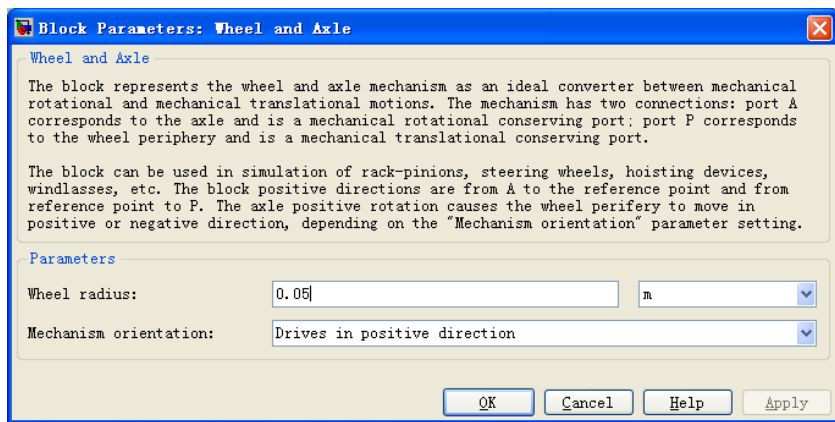 Block Parameters: Wheel and Axle
Wheel and Axle
The block represents the wheel and axle mechanism as an ideal converter between mechanical
rotational and mechanical translational motions. The mechanism has two connections: port A
corresponds to the axle and is a mechanical rotational conserving port; port P corresponds
to the wheel periphery and is a mechanical translational conserving port.
The block can be used in simulation of rack-pinions, steering wheels, hoisting devices,
windlasses, etc. The block positive directions are from A to the reference point and from
reference point to P. The axle positive rotation causes the wheel perifery to move in
positive or negative direction, depending on the "Mechanism orientation" parameter setting.
Parameters
Wheel radius: 0.05 m
Mechanism orientation: Drives in positive direction
OK Cancel Help Apply